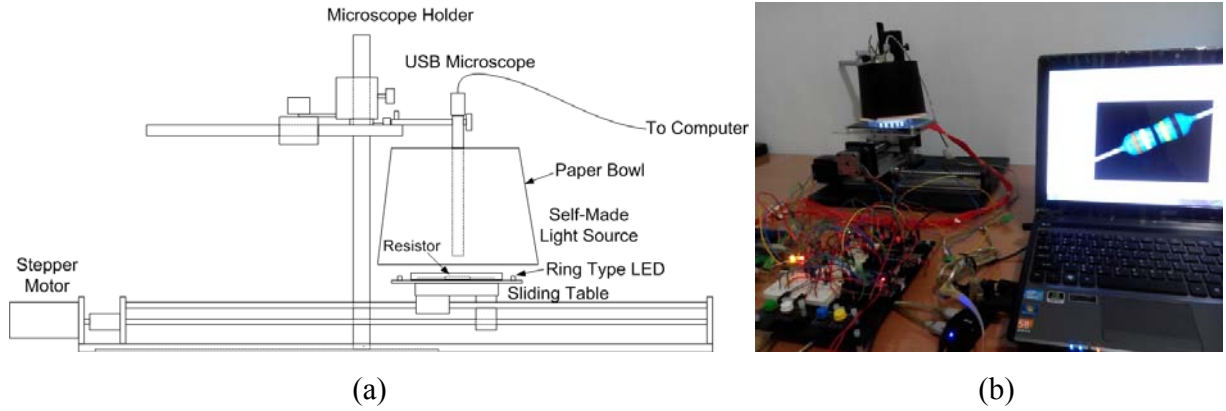 Microscope Holder
USB Microscope
To Computer
Paper Bowl
Self-Made
Light Source
Resistor
Ring Type LED
Stepper
Motor
Sliding Table
(a)
(b)